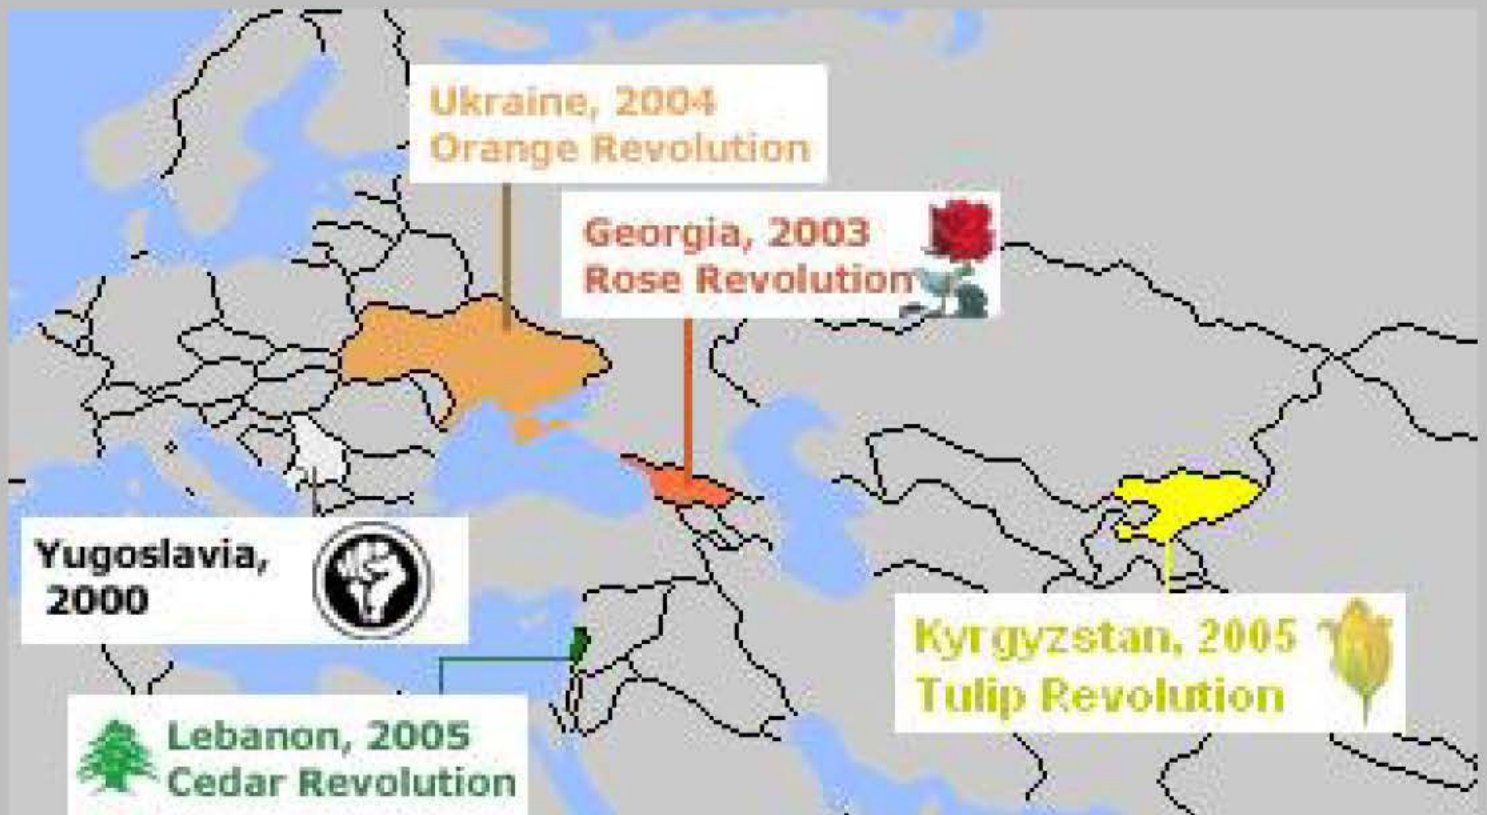 Ukraine, 2004
Orange Revolution
Georgia, 2003
Rose Revolution
Yugoslavia,
2000
Kyrgyzstan, 2005
Tulip Revolution
Lebanon, 2005
Cedar Revolution